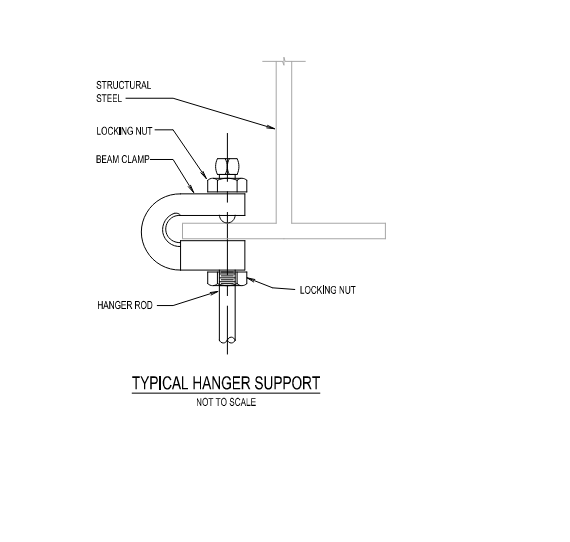 STRUCTURAL
STEEL
LOCKING NUT
BEAM CLAMP
LOCKING NUT
HANGER ROD
TYPICAL HANGER SUPPORT
NOT TO SCALE